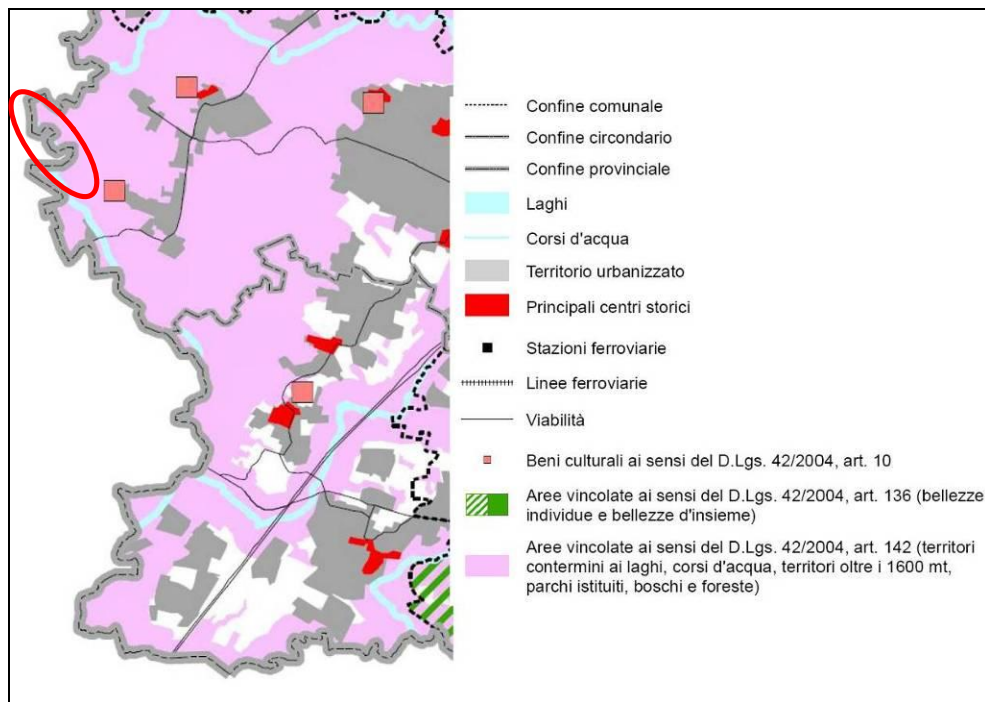 Confine comunale
Confine circondario
Confine provinciale
Laghi
Corsi d'acqua
Territorio urbanizzato
Principali centri storici
Stazioni ferroviarie
Linee ferroviarie
Viabilità
Beni culturali ai sensi del D.Lgs. 42/2004, art. 10
Aree vincolate ai sensi del D.Lgs. 42/2004, art. 136 (bellezze
individue e bellezze d'insieme)
Aree vincolate ai sensi del D.Lgs. 42/2004, art. 142 (territori
contermini ai laghi, corsi d'acqua, territori oltre i 1600 mt,
parchi istituiti, boschi e foreste)